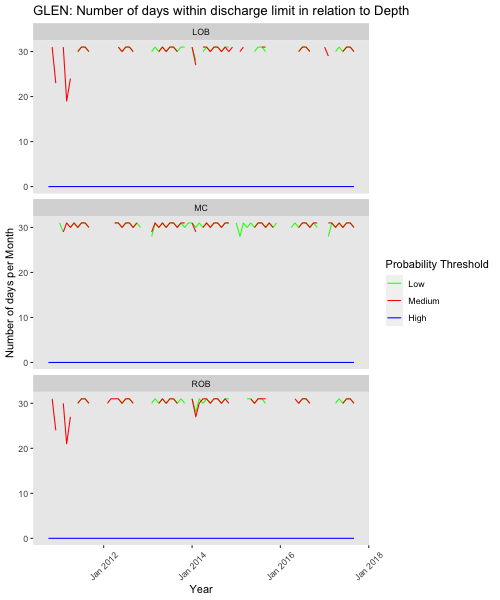 GLEN: Number of days within discharge limit in relation to Depth
LOB
30
20
10
0
MC
30
20
10
0
ROB
30
20
10
0
Number of days per Month
Jan 2012
Jan 2014
Jan 2016
Jan 2018
Year
Probability Threshold
Low
Medium
High